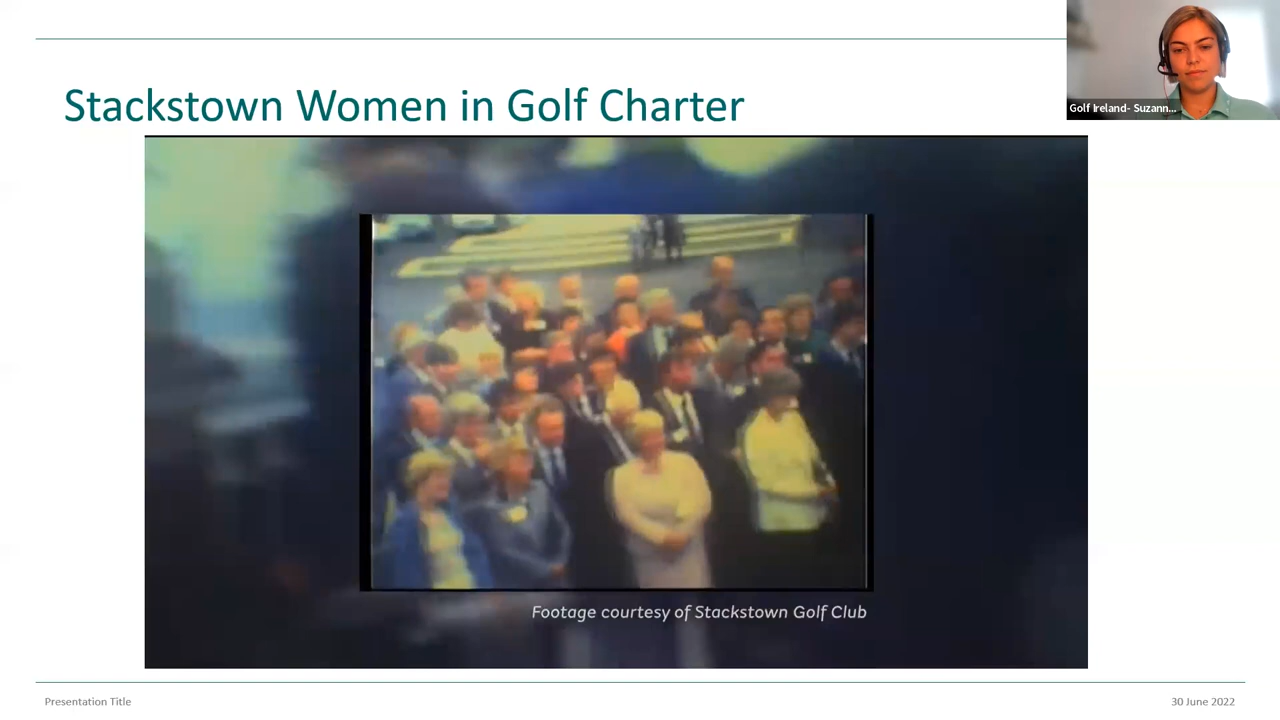 Stackstown Women in Golf Charter
Golf Ireland- Suzann...
Footage courtesy of Stackstown Golf Club
Presentation Title
30 June 2022